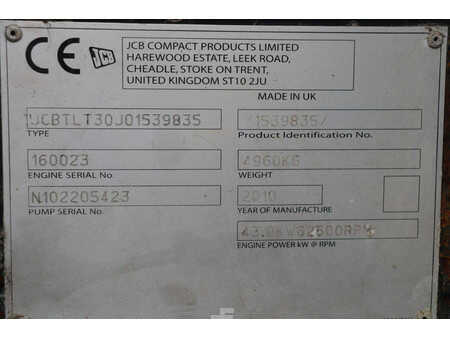 CE JCB
JCB COMPACT PRODUCTS LIMITED
HAREWOOD ESTATE, LEEK ROAD,
CHEADLE, STOKE ON TRENT,
UNITED KINGDOM ST10 2JU
MADE IN UK
JCBTLT30J01539835
TYPE
1539835/
Product Identification No.
160023
ENGINE SERIAL No.
4960KG
WEIGHT
N102205423
PUMP SERIAL No.
2010
YEAR OF MANUFACTURE
ENGINE POWER kW @ RPM